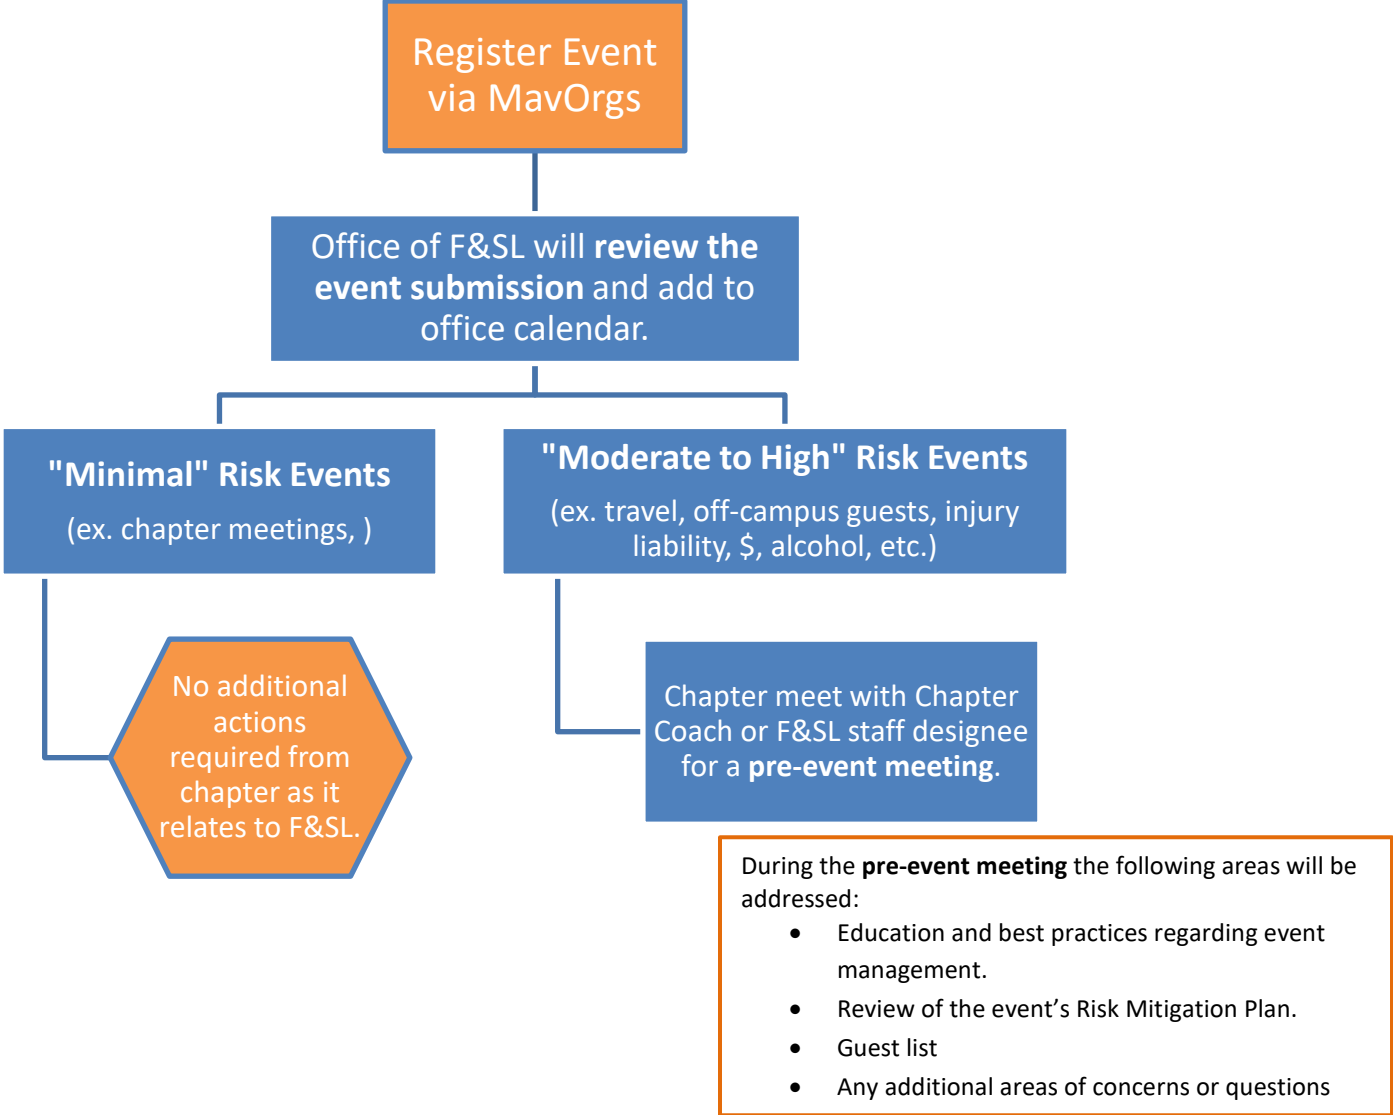 Register Event
via MavOrgs
Office of F&SL will review the
event submission and add to
office calendar.
"Minimal" Risk Events
(ex. chapter meetings, )
"Moderate to High" Risk Events
(ex. travel, off-campus guests, injury
liability, $, alcohol, etc.)
No additional
actions
required from
chapter as it
relates to F&SL.
Chapter meet with Chapter
Coach or F&SL staff designee
for a pre-event meeting.
During the pre-event meeting the following areas will be
addressed:
• Education and best practices regarding event
management.
• Review of the event’s Risk Mitigation Plan.
• Guest list
• Any additional areas of concerns or questions